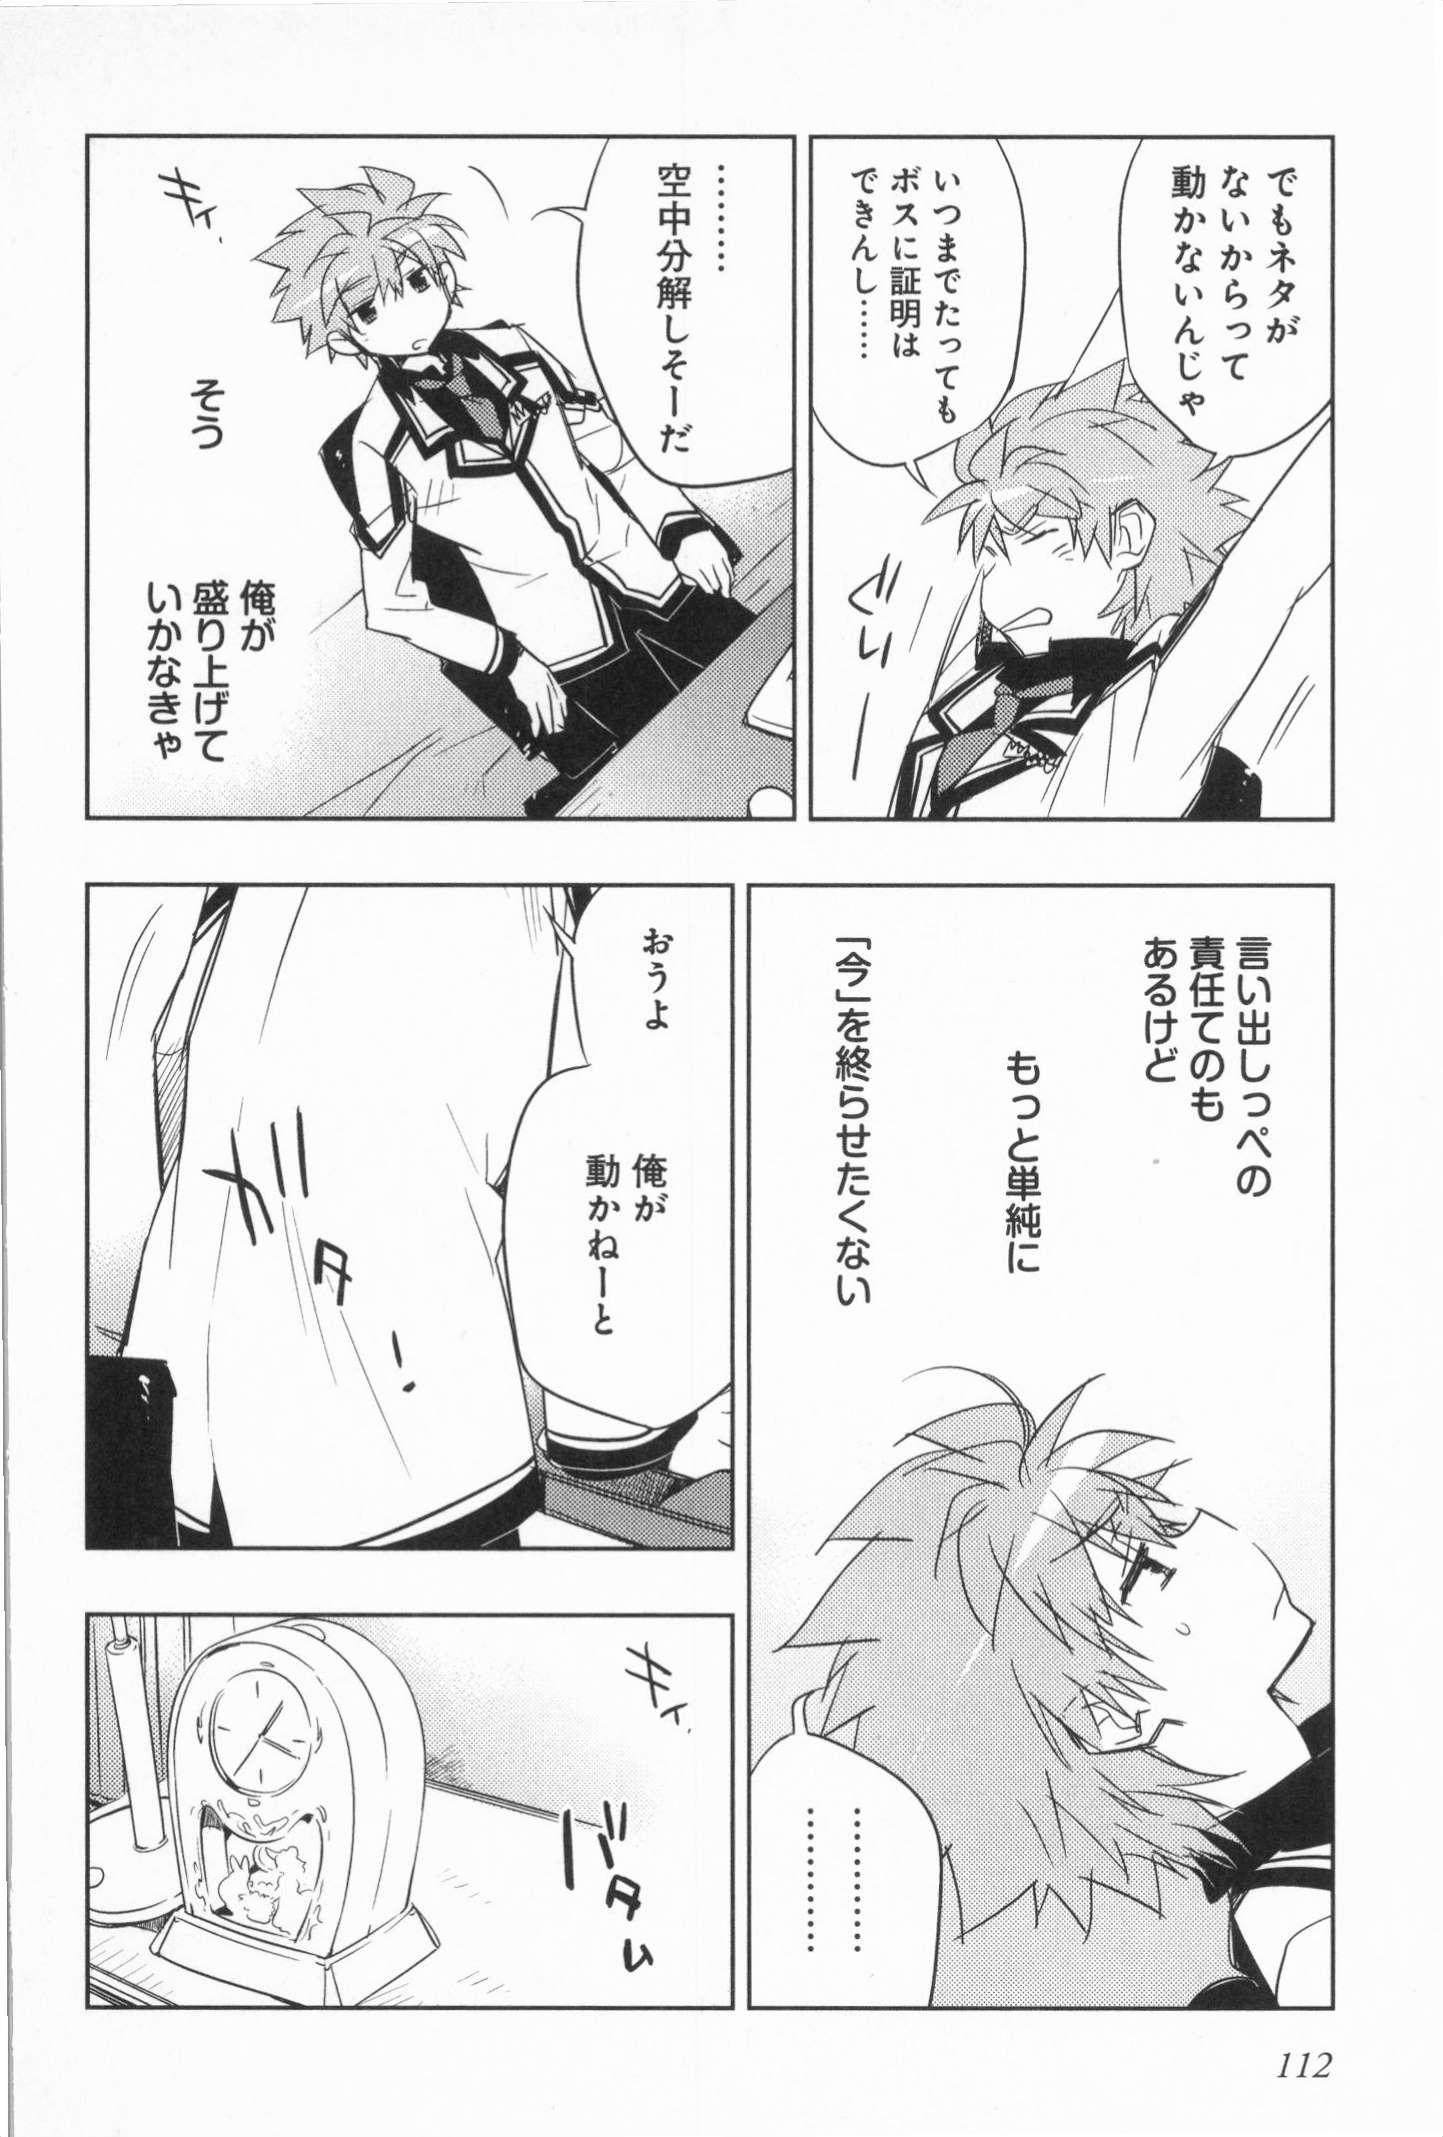 でもネタが
ないからって
動かないんじゃ
いつまでたっても
ボスに証明は
できんし……
ぐいーーっ
………
空中分解しそーだ
キィ
そう
俺が
盛り上げて
いかなきゃ
言い出しっぺの
責任てのも
あるけど
もっと単純に
「今」を終らせたくない
………
………
おうよ
俺が
動かねーと
ガタ!
キィ
バタム
112